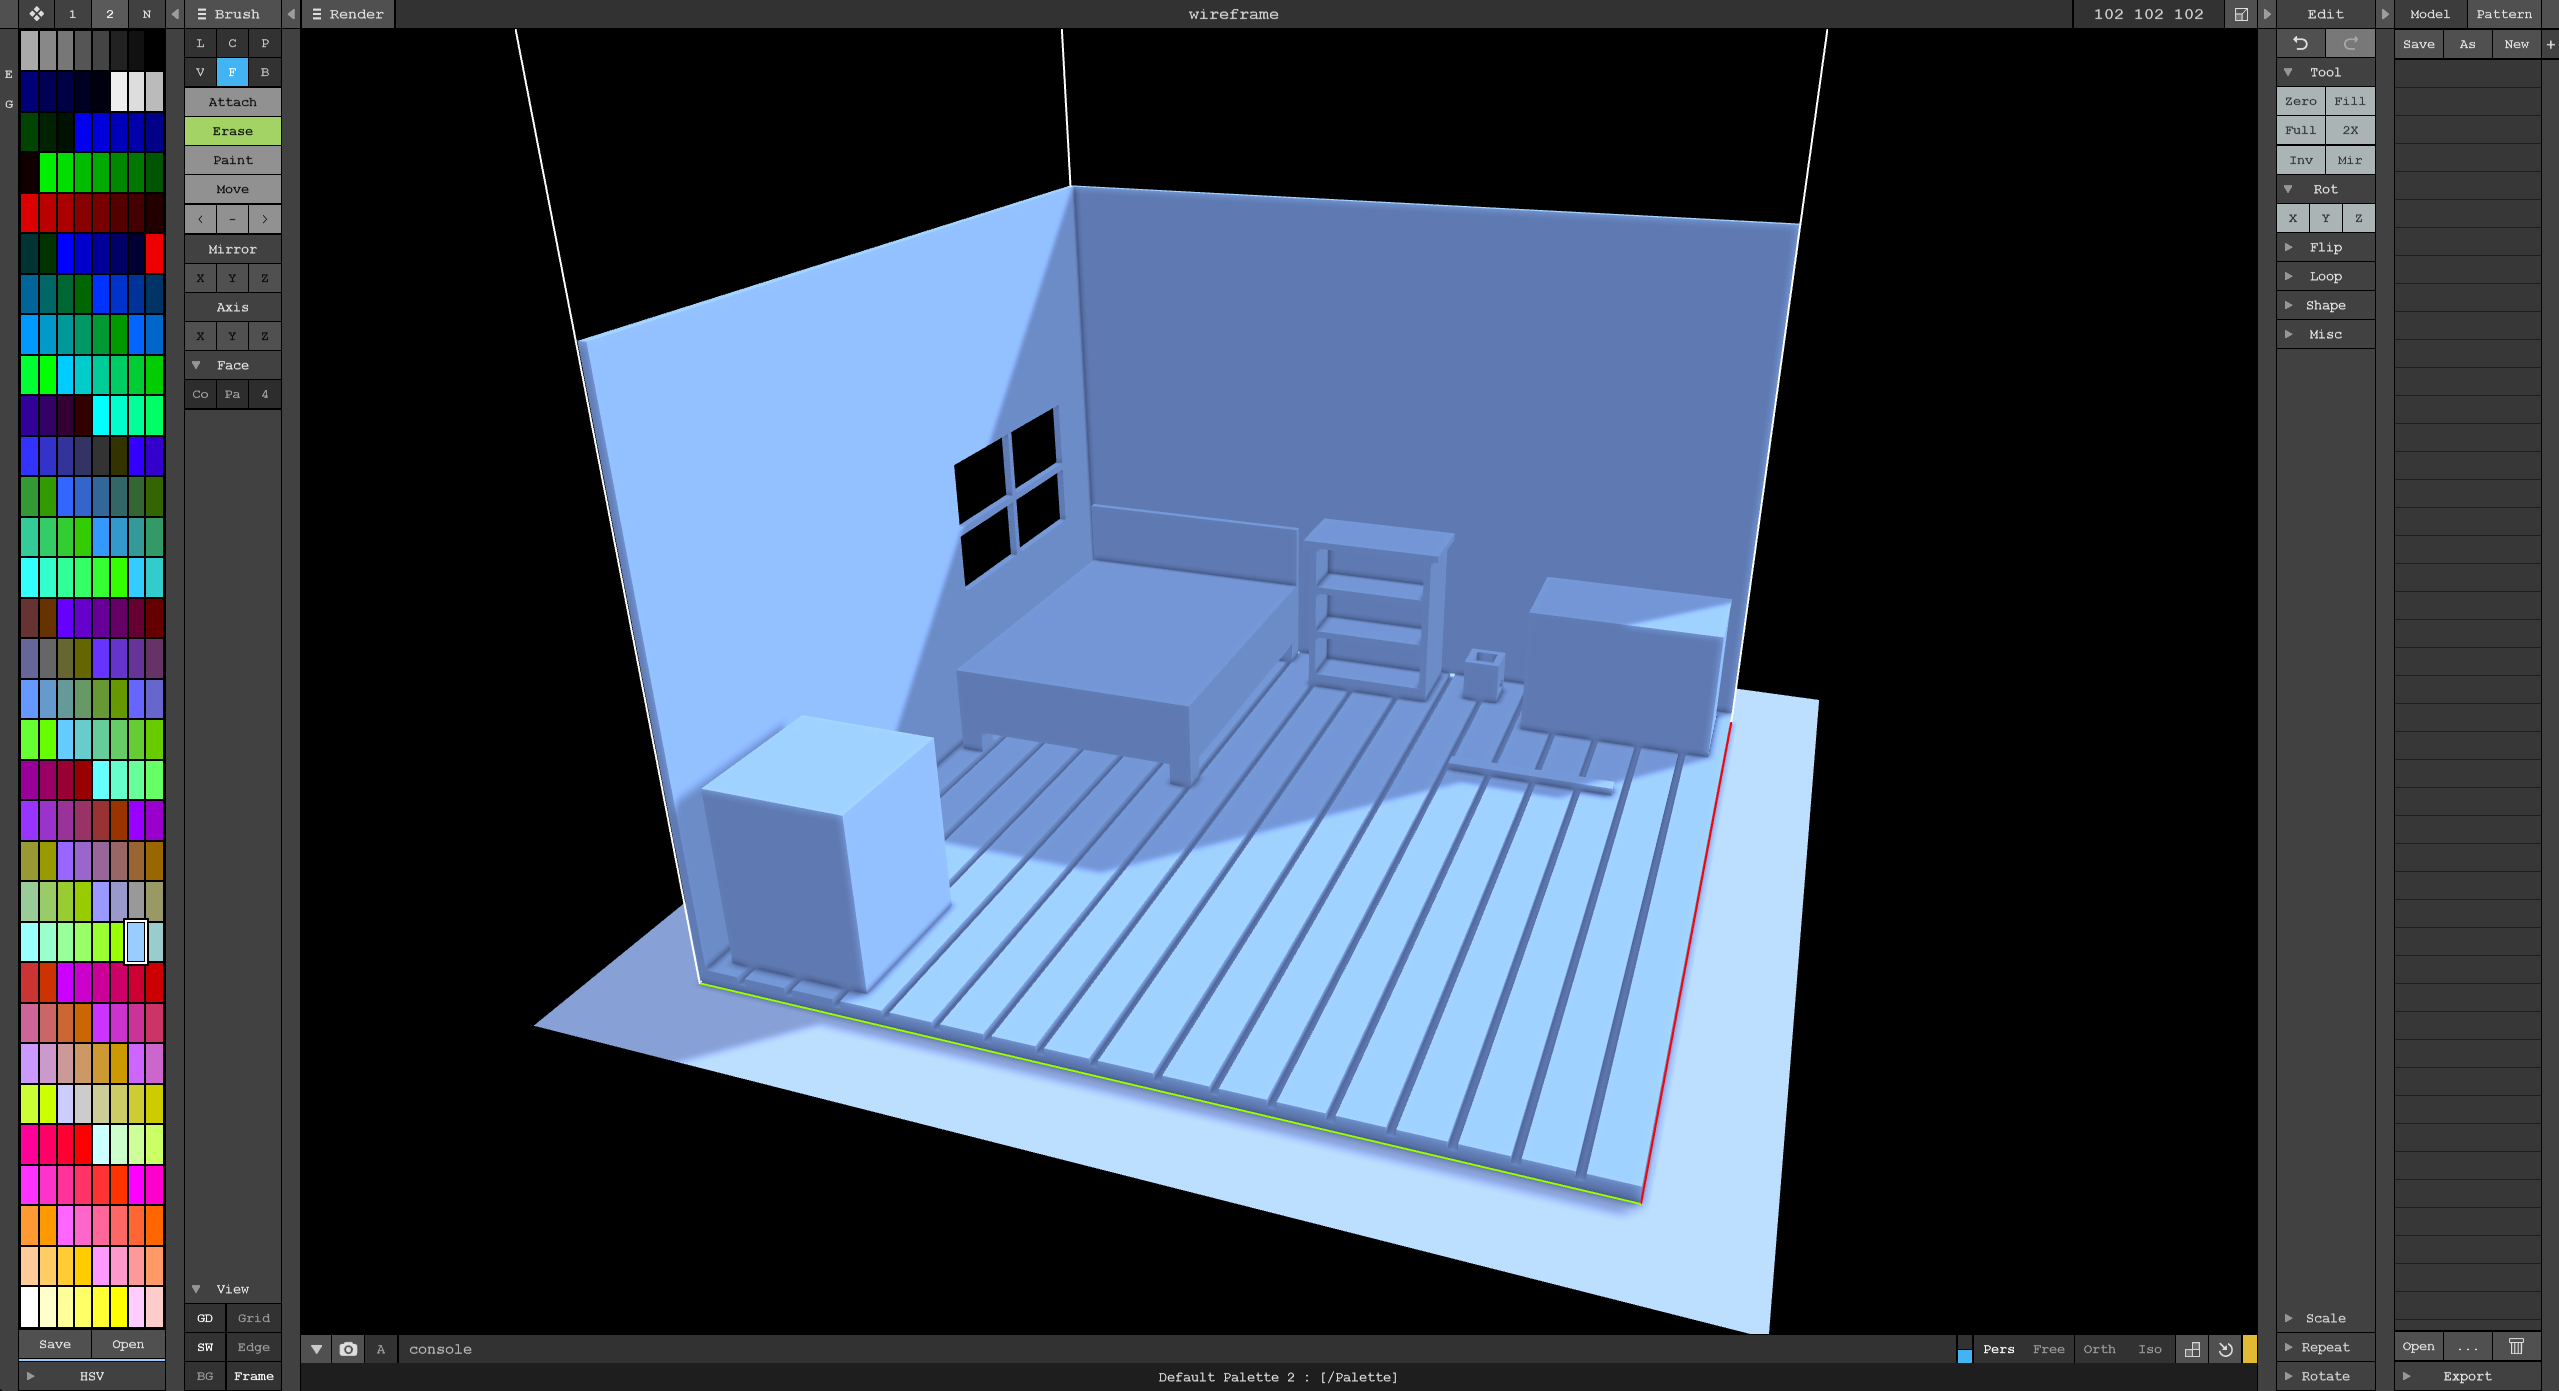 1 2 N Brush Render wireframe 102 102 102 Edit Model Pattern
L C P
V F B
E
G
Attach
Erase
Paint
Move
< - >
Mirror
X Y Z
Axis
X Y Z
Face
Co Pa 4
Save As New +
Tool
Zero Fill
Full 2X
Inv Mir
Rot
X Y Z
Flip
Loop
Shape
Misc
View
GD Grid
SW Edge
BG Frame
Save Open
HSV
A console Pers Free Orth Iso
Default Palette 2 : [/Palette]
Scale
Repeat
Rotate
Open ...
Export